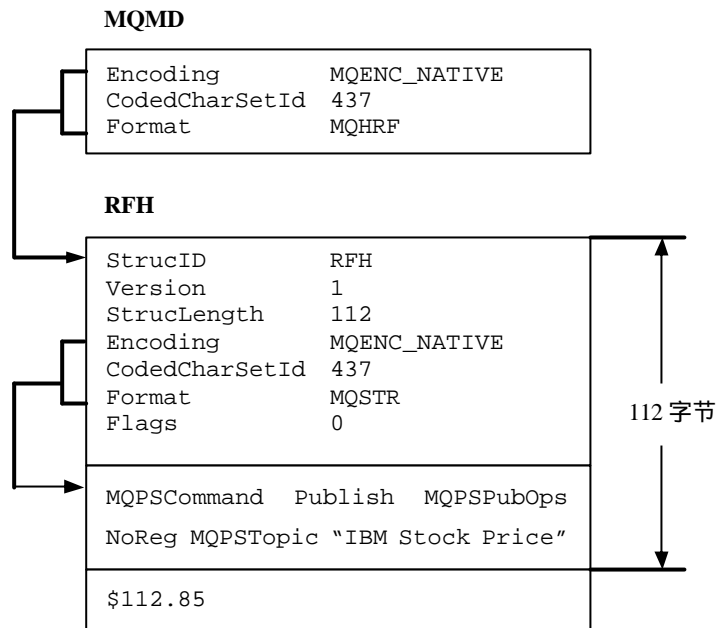 MQMD
Encoding MQENC_NATIVE
CodedCharSetId 437
Format MQHRF
RFH
StrucID RFH
Version 1
StrucLength 112
Encoding MQENC_NATIVE
CodedCharSetId 437
Format MQSTR
Flags 0
112 字节
MQPSCommand Publish MQPSPubOps
NoReg MQPSTopic “IBM Stock Price”
$112.85